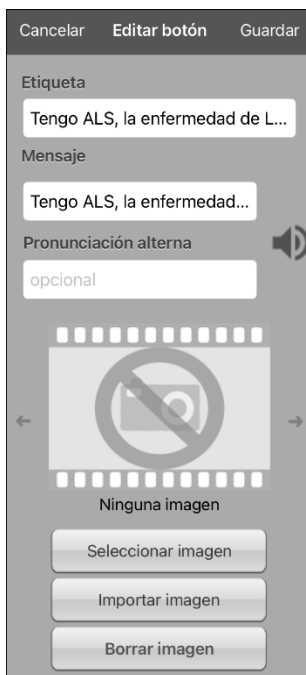 Cancelar Editar botón Guardar
Etiqueta
Tengo ALS, la enfermedad de L...
Mensaje
Tengo ALS, la enfermedad...
Pronunciación alterna
opcional
Ninguna imagen
Seleccionar imagen
Importar imagen
Borrar imagen